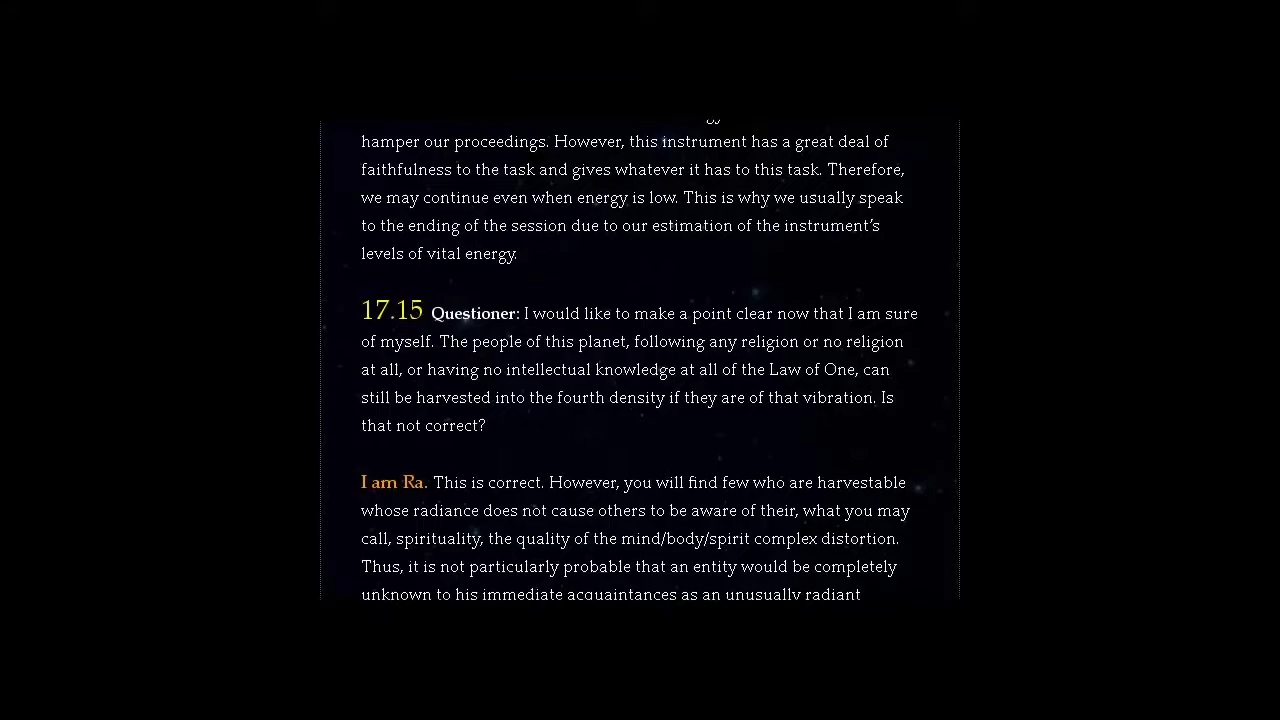 hamper our proceedings. However, this instrument has a great deal of
faithfulness to the task and gives whatever it has to this task. Therefore,
we may continue even when energy is low. This is why we usually speak
to the ending of the session due to our estimation of the instrument's
levels of vital energy.
17.15 Questioner: I would like to make a point clear now that I am sure
of myself. The people of this planet, following any religion or no religion
at all, or having no intellectual knowledge at all of the Law of One, can
still be harvested into the fourth density if they are of that vibration. Is
that not correct?
I am Ra. This is correct. However, you will find few who are harvestable
whose radiance does not cause others to be aware of their, what you may
call, spirituality, the quality of the mind/body/spirit complex distortion.
Thus, it is not particularly probable that an entity would be completely
unknown to his immediate acquaintances as an unusually radiant